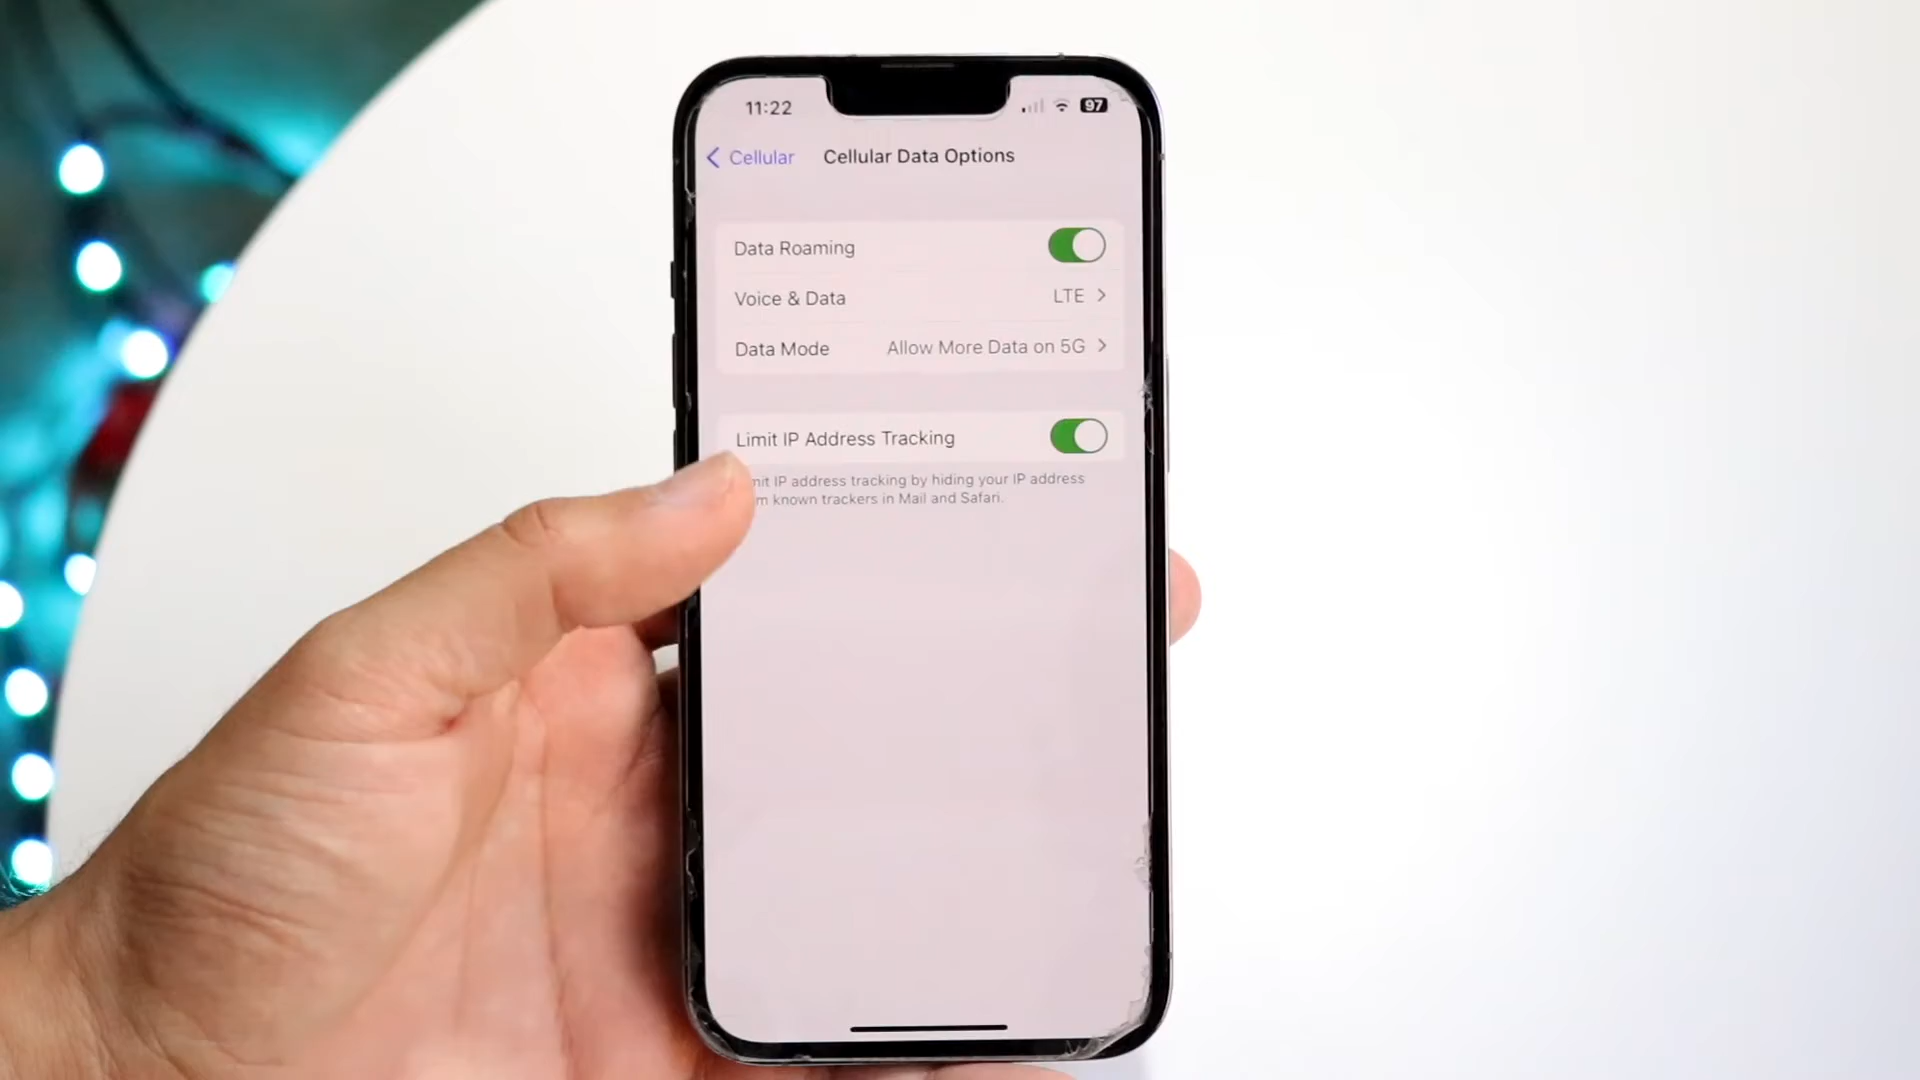 11:22 97
Cellular Cellular Data Options
Data Roaming
Voice & Data LTE
Data Mode Allow More Data on 5G
Limit IP Address Tracking
IP address tracking by hiding your IP address
known trackers in Mail and Safari.